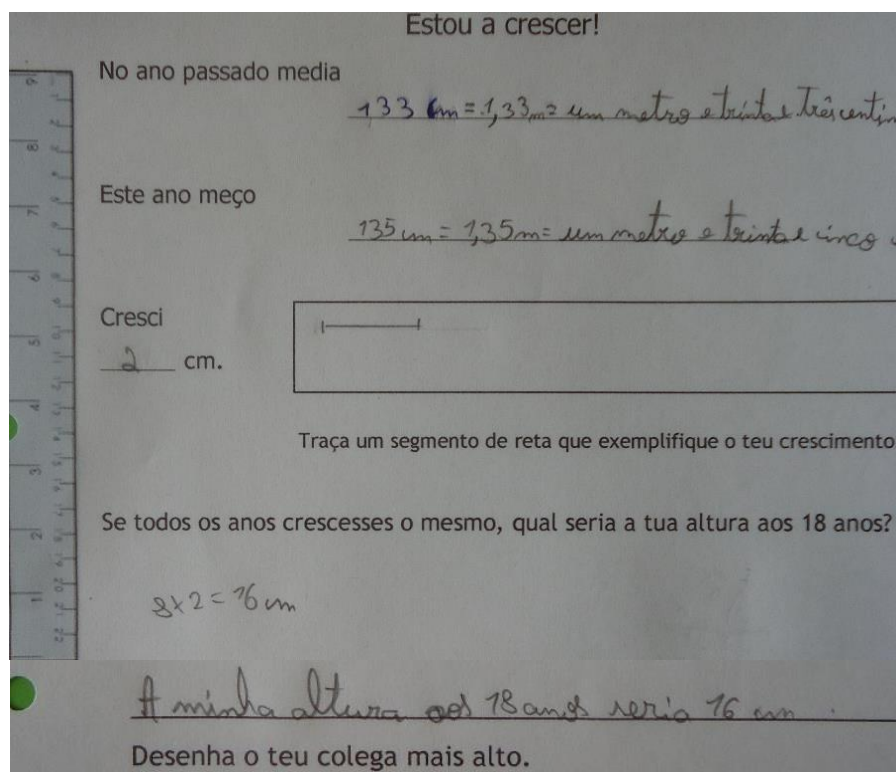 Estou a crescer!
No ano passado media
133 cm = 1,33m = um metro e trinta e três centím
Este ano meço
135 cm = 1,35m = um metro e trinta e cinco c
Cresci
2 cm.
Traça um segmento de reta que exemplifique o teu crescimento
Se todos os anos crescesses o mesmo, qual seria a tua altura aos 18 anos?
8x2 = 16 cm
A minha altura aos 18 anos seria 16 cm.
Desenha o teu colega mais alto.